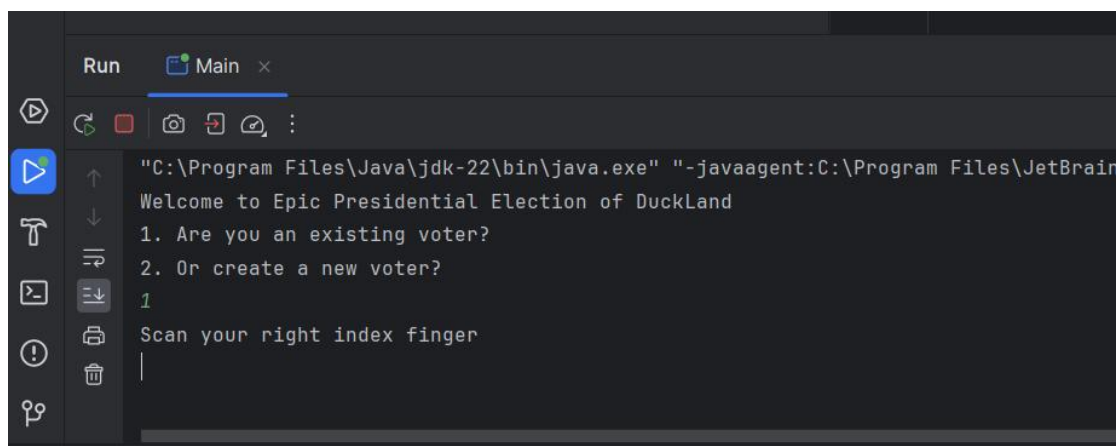 Run Main
"C:\Program Files\Java\jdk-22\bin\java.exe" "-javaagent:C:\Program Files\JetBrain
Welcome to Epic Presidential Election of DuckLand
1. Are you an existing voter?
2. Or create a new voter?
1
Scan your right index finger